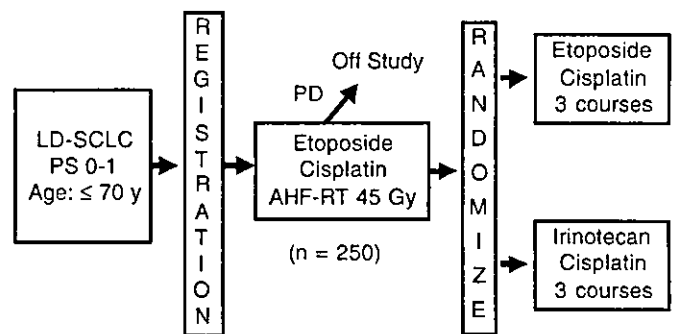 LD-SCLC
PS 0-1
Age: ≤ 70 y
REGISTRATION
Off Study
PD
Etoposide
Cisplatin
AHF-RT 45 Gy
(n = 250)
RANDOMIZE
Etoposide
Cisplatin
3 courses
Irinotecan
Cisplatin
3 courses